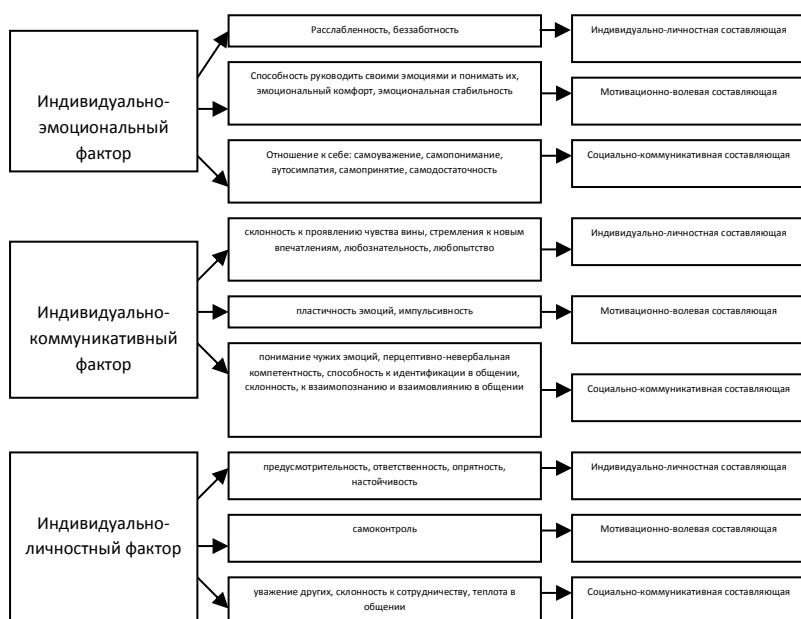 Индивидуально-
эмоциональный
фактор
Расслабленность, беззаботность
Индивидуально-личностная составляющая
Способность руководить своими эмоциями и понимать их,
эмоциональный комфорт, эмоциональная стабильность
Мотивационно-волевая составляющая
Отношение к себе: самоуважение, самопонимание,
аутосимпатия, самопринятие, самодостаточность
Социально-коммуникативная составляющая
Индивидуально-
коммуникативный
фактор
склонность к проявлению чувства вины, стремления к новым
впечатлениям, любознательность, любопытство
Индивидуально-личностная составляющая
пластичность эмоций, импульсивность
Мотивационно-волевая составляющая
понимание чужих эмоций, перцептивно-невербальная
компетентность, способность к идентификации в общении,
склонность, к взаимопознанию и взаимовлиянию в общении
Социально-коммуникативная составляющая
Индивидуально-
личностный фактор
предусмотрительность, ответственность, опрятность,
настойчивость
Индивидуально-личностная составляющая
самоконтроль
Мотивационно-волевая составляющая
уважение других, склонность к сотрудничеству, теплота в
общении
Социально-коммуникативная составляющая